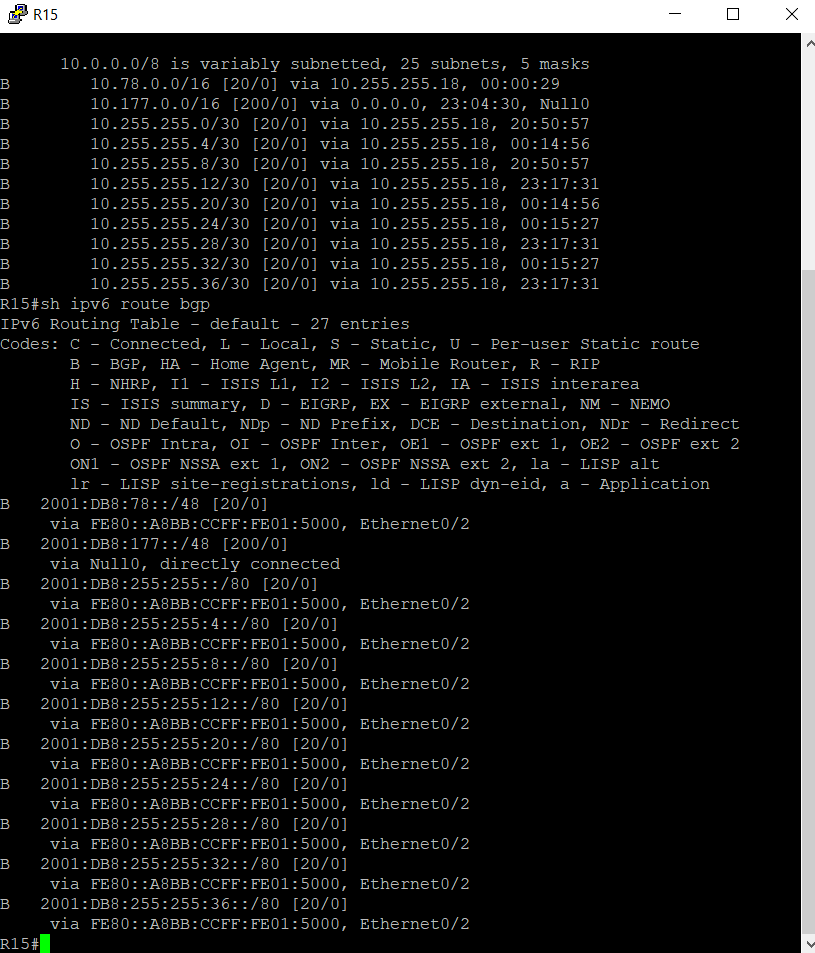 R15
10.0.0.0/8 is variably subnetted, 25 subnets, 5 masks
B        10.78.0.0/16 [20/0] via 10.255.255.18, 00:00:29
B        10.177.0.0/16 [200/0] via 0.0.0.0, 23:04:30, Null0
B        10.255.255.0/30 [20/0] via 10.255.255.18, 20:50:57
B        10.255.255.4/30 [20/0] via 10.255.255.18, 00:14:56
B        10.255.255.8/30 [20/0] via 10.255.255.18, 20:50:57
B        10.255.255.12/30 [20/0] via 10.255.255.18, 23:17:31
B        10.255.255.20/30 [20/0] via 10.255.255.18, 00:14:56
B        10.255.255.24/30 [20/0] via 10.255.255.18, 00:15:27
B        10.255.255.28/30 [20/0] via 10.255.255.18, 23:17:31
B        10.255.255.32/30 [20/0] via 10.255.255.18, 00:15:27
B        10.255.255.36/30 [20/0] via 10.255.255.18, 23:17:31
R15#sh ipv6 route bgp
IPv6 Routing Table - default - 27 entries
Codes: C - Connected, L - Local, S - Static, U - Per-user Static route
       B - BGP, HA - Home Agent, MR - Mobile Router, R - RIP
       H - NHRP, I1 - ISIS L1, I2 - ISIS L2, IA - ISIS interarea
       IS - ISIS summary, D - EIGRP, EX - EIGRP external, NM - NEMO
       ND - ND Default, NDp - ND Prefix, DCE - Destination, NDr - Redirect
       O - OSPF Intra, OI - OSPF Inter, OE1 - OSPF ext 1, OE2 - OSPF ext 2
       ON1 - OSPF NSSA ext 1, ON2 - OSPF NSSA ext 2, la - LISP alt
       lr - LISP site-registrations, ld - LISP dyn-eid, a - Application
B   2001:DB8:78::/48 [20/0]
     via FE80::A8BB:CCFF:FE01:5000, Ethernet0/2
B   2001:DB8:177::/48 [200/0]
     via Null0, directly connected
B   2001:DB8:255:255::/80 [20/0]
     via FE80::A8BB:CCFF:FE01:5000, Ethernet0/2
B   2001:DB8:255:255:4::/80 [20/0]
     via FE80::A8BB:CCFF:FE01:5000, Ethernet0/2
B   2001:DB8:255:255:8::/80 [20/0]
     via FE80::A8BB:CCFF:FE01:5000, Ethernet0/2
B   2001:DB8:255:255:12::/80 [20/0]
     via FE80::A8BB:CCFF:FE01:5000, Ethernet0/2
B   2001:DB8:255:255:20::/80 [20/0]
     via FE80::A8BB:CCFF:FE01:5000, Ethernet0/2
B   2001:DB8:255:255:24::/80 [20/0]
     via FE80::A8BB:CCFF:FE01:5000, Ethernet0/2
B   2001:DB8:255:255:28::/80 [20/0]
     via FE80::A8BB:CCFF:FE01:5000, Ethernet0/2
B   2001:DB8:255:255:32::/80 [20/0]
     via FE80::A8BB:CCFF:FE01:5000, Ethernet0/2
B   2001:DB8:255:255:36::/80 [20/0]
     via FE80::A8BB:CCFF:FE01:5000, Ethernet0/2
R15#